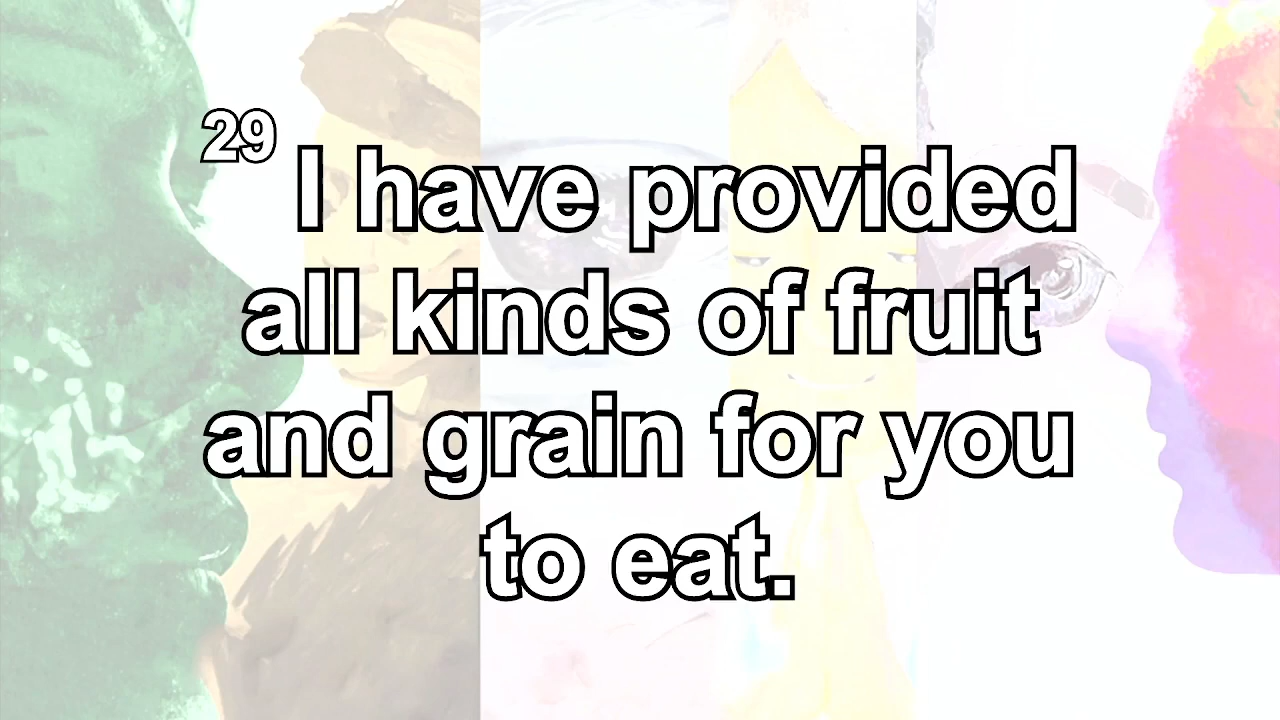 29 I have provided
all kinds of fruit
and grain for you
to eat.